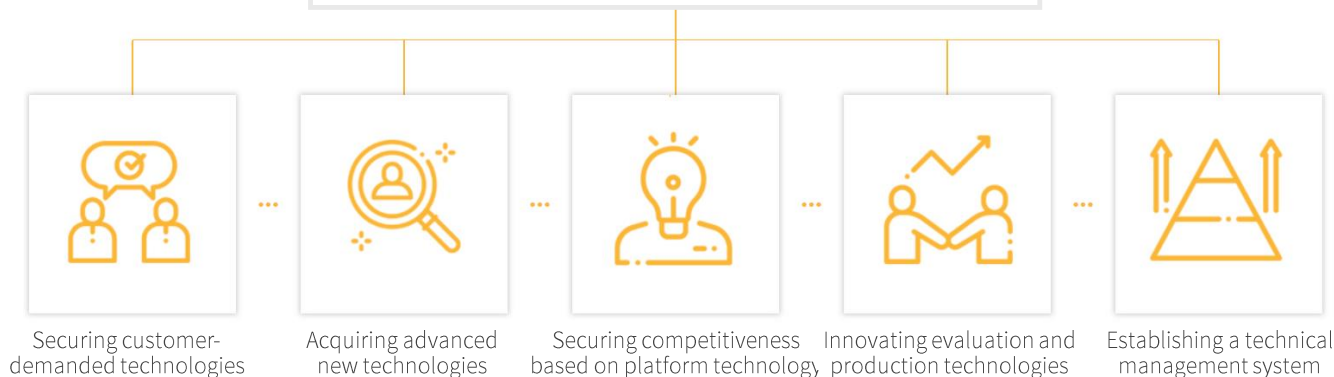 Securing customer-
demanded technologies
Acquiring advanced
new technologies
Securing competitiveness
based on platform technology
Innovating evaluation and
production technologies
Establishing a technical
management system